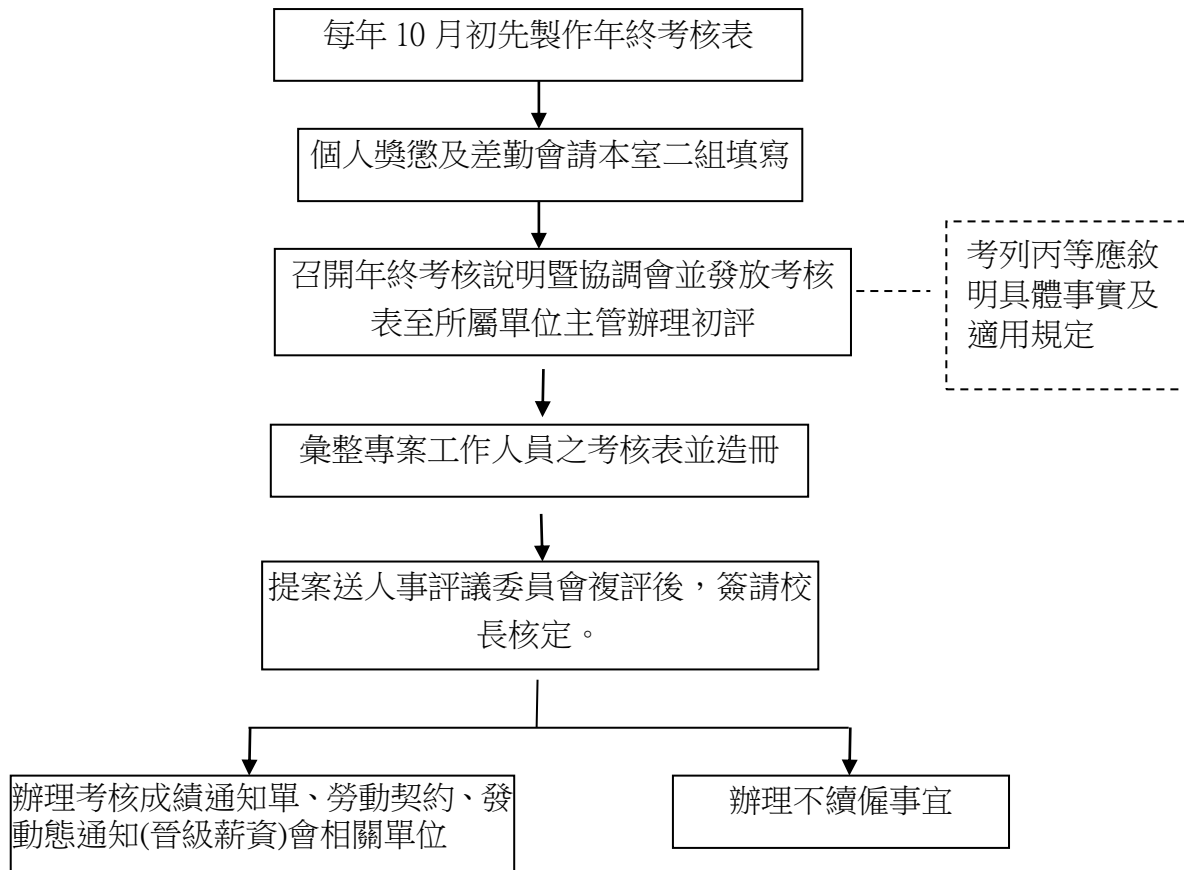 每年 10 月初先製作年終考核表
個人獎懲及差勤會請本室二組填寫
召開年終考核說明暨協調會並發放考核
表至所屬單位主管辦理初評
考列丙等應敘
明具體事實及
適用規定
彙整專案工作人員之考核表並造冊
提案送人事評議委員會複評後，簽請校
長核定。
辦理考核成績通知單、勞動契約、發
動態通知(晉級薪資)會相關單位
辦理不續僱事宜